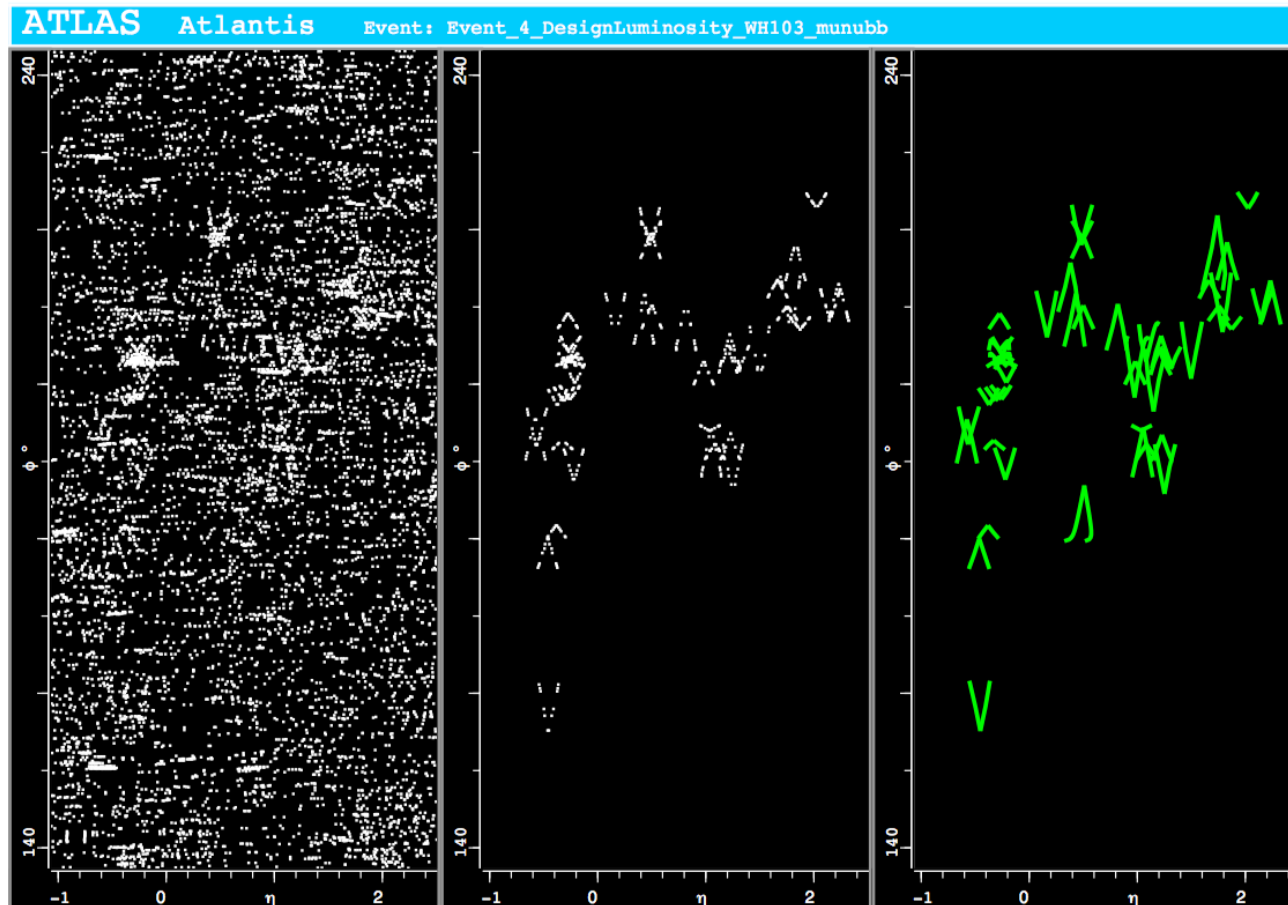 ATLAS Atlantis Event: Event_4_DesignLuminosity_WH103_munubb
240 240 240
ϕ° ϕ° ϕ°
140 140 140
-1 0 η 2 -1 0 η 2 -1 0 η 2